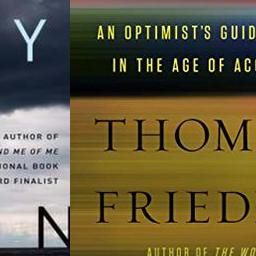 Y
AUTHOR OF
ND ME OF ME
IONAL BOOK
RD FINALIST
N
AN OPTIMIST'S GUID
IN THE AGE OF AC
THOM
FRIED
AUTHOR OF THE WO